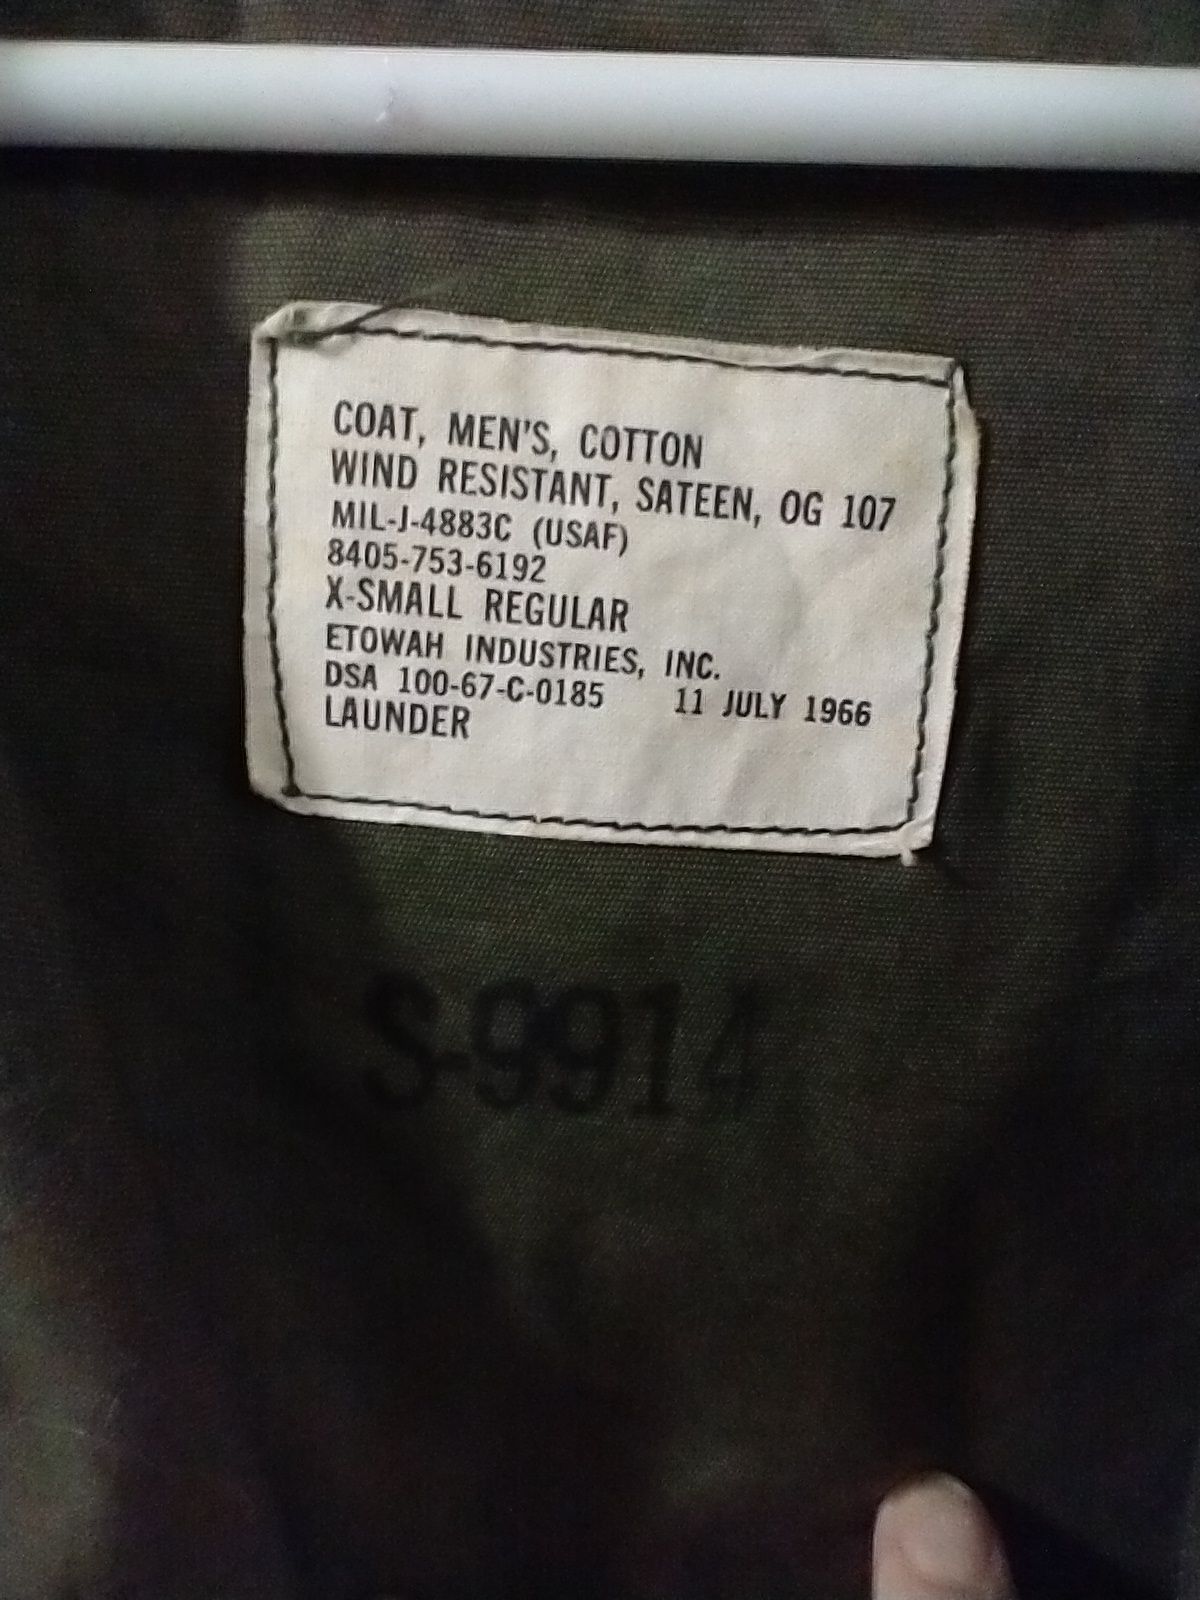 COAT, MEN'S, COTTON
WIND RESISTANT, SATEEN, OG 107
MIL-J-4883C (USAF)
8405-753-6192
X-SMALL REGULAR
ETOWAH INDUSTRIES, INC.
DSA 100-67-C-0185 11 JULY 1966
LAUNDER
S-9914